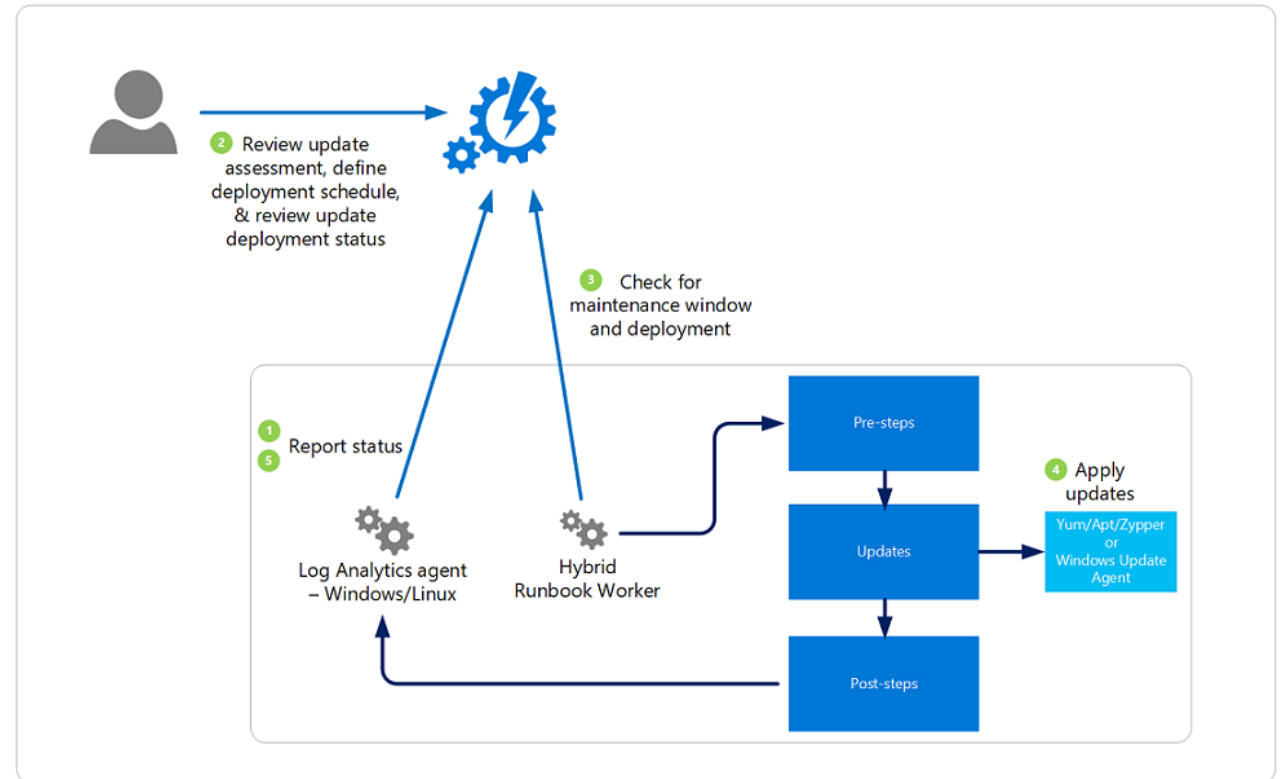 2 Review update
assessment, define
deployment schedule,
& review update
deployment status
3 Check for
maintenance window
and deployment
1
5
Report status
Log Analytics agent
– Windows/Linux
Hybrid
Runbook Worker
Pre-steps
Updates
Post-steps
4 Apply
updates
Yum/Apt/Zypper
or
Windows Update
Agent